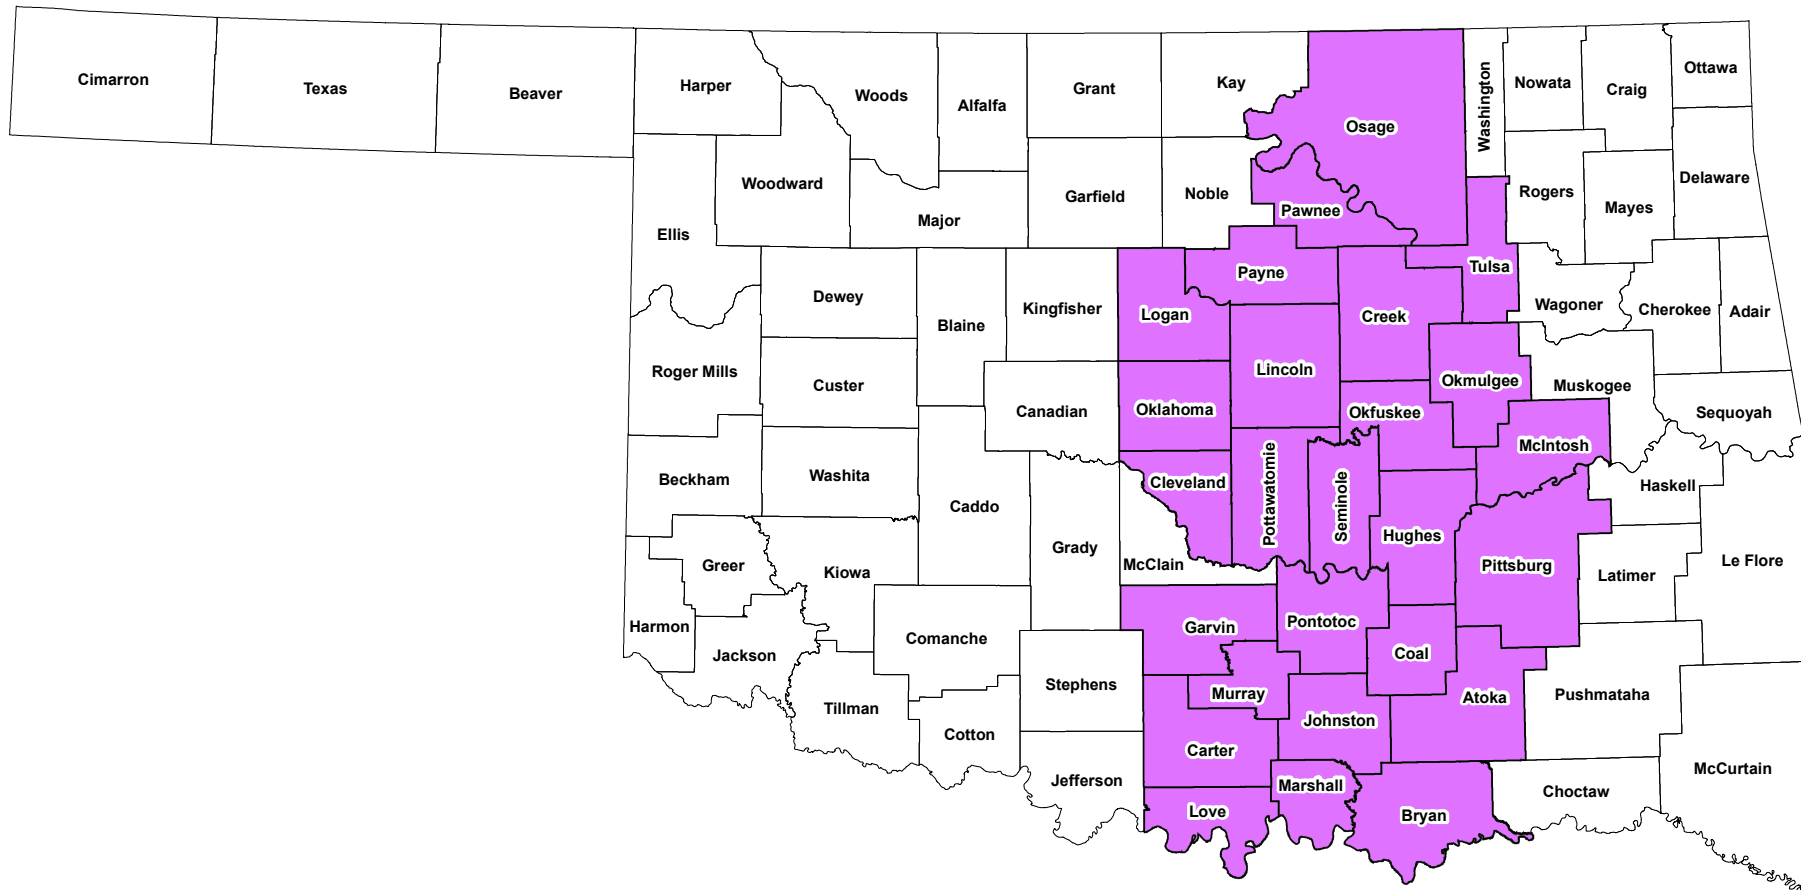 Cimarron
Texas
Beaver
Harper
Woods
Alfalfa
Grant
Kay
Osage
Washington
Nowata
Craig
Ottawa
Woodward
Major
Garfield
Noble
Pawnee
Rogers
Mayes
Delaware
Ellis
Dewey
Blaine
Kingfisher
Logan
Payne
Creek
Tulsa
Wagoner
Cherokee
Adair
Roger Mills
Custer
Canadian
Oklahoma
Lincoln
Okfuskee
Okmulgee
Muskogee
Sequoyah
Beckham
Washita
Caddo
Grady
McClain
Cleveland
Pottawatomie
Seminole
Hughes
McIntosh
Haskell
Greer
Kiowa
Pittsburg
Latimer
Le Flore
Harmon
Jackson
Comanche
Stephens
Garvin
Pontotoc
Coal
Murray
Johnston
Atoka
Pushmataha
Tillman
Cotton
Jefferson
Carter
Love
Marshall
Bryan
Choctaw
McCurtain